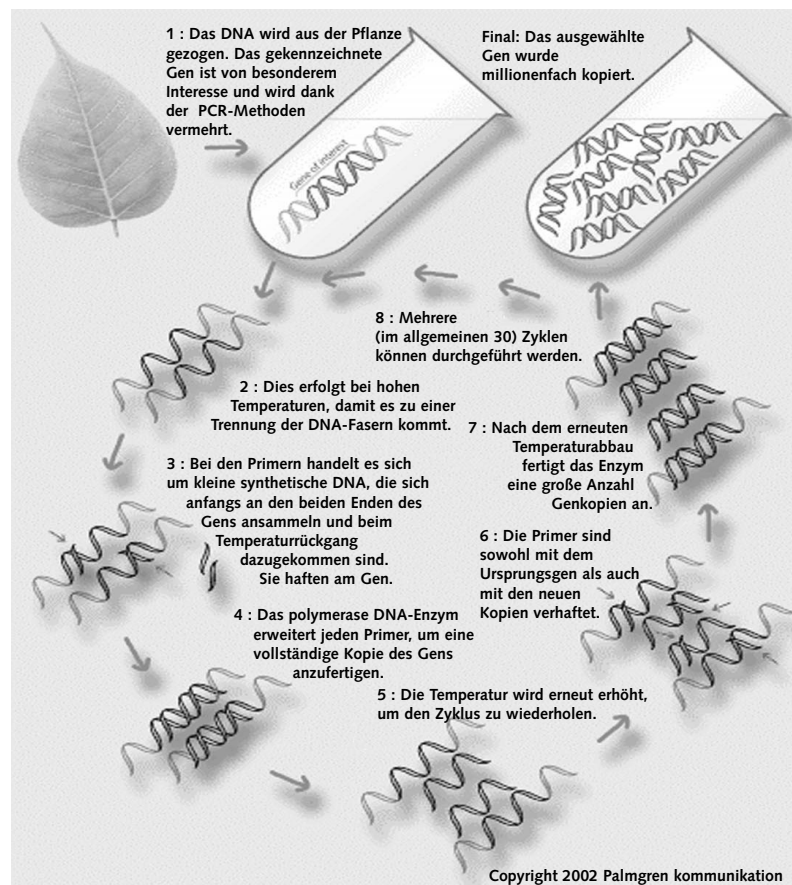 1 : Das DNA wird aus der Pflanze
gezogen. Das gekennzeichnete
Gen ist von besonderem
Interesse und wird dank
der PCR-Methoden
vermehrt.
Final: Das ausgewählte
Gen wurde
millionenfach kopiert.
Gene of interest
8 : Mehrere
(im allgemeinen 30) Zyklen
können durchgeführt werden.
2 : Dies erfolgt bei hohen
Temperaturen, damit es zu einer
Trennung der DNA-Fasern kommt.
7 : Nach dem erneuten
Temperaturabbau
fertigt das Enzym
eine große Anzahl
Genkopien an.
3 : Bei den Primern handelt es sich
um kleine synthetische DNA, die sich
anfangs an den beiden Enden des
Gens ansammeln und beim
Temperaturrückgang
dazugekommen sind.
Sie haften am Gen.
6 : Die Primer sind
sowohl mit dem
Ursprungsgen als auch
mit den neuen
Kopien verhaftet.
4 : Das polymerase DNA-Enzym
erweitert jeden Primer, um eine
vollständige Kopie des Gens
anzufertigen.
5 : Die Temperatur wird erneut erhöht,
um den Zyklus zu wiederholen.
Copyright 2002 Palmgren kommunikation